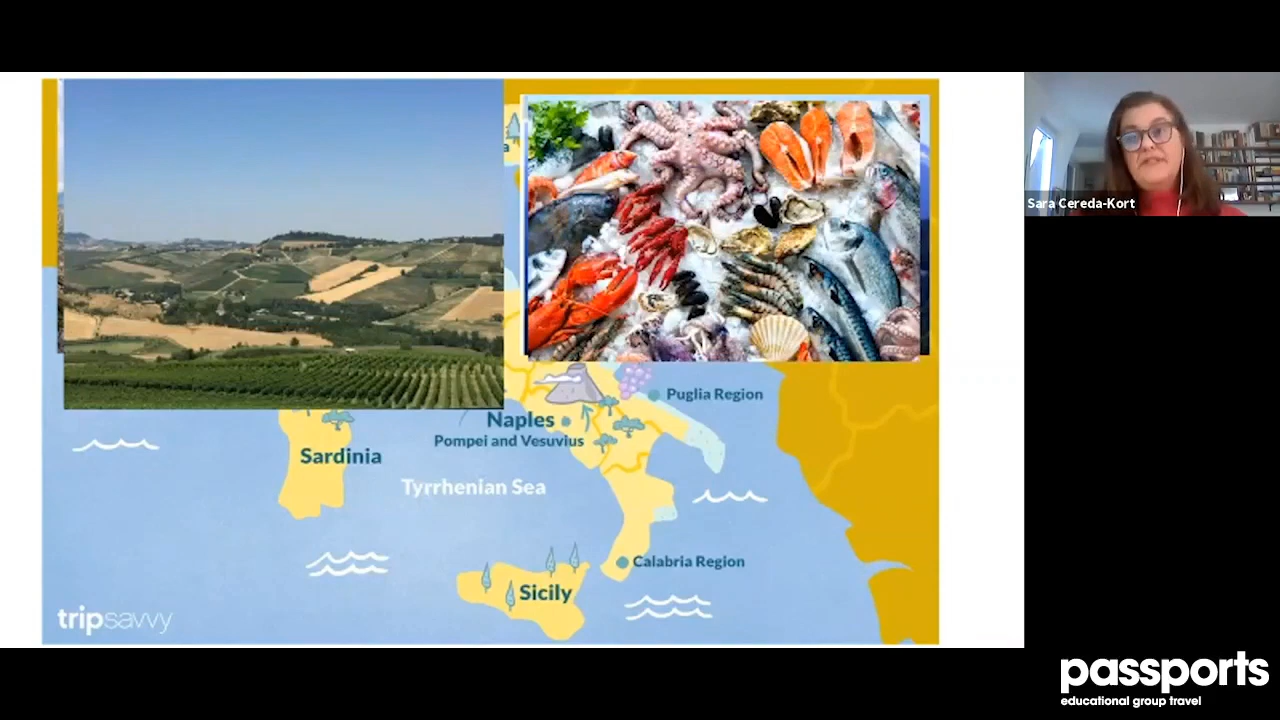 a
Puglia Region
Naples
Pompei and Vesuvius
Sardinia
Tyrrhenian Sea
Calabria Region
Sicily
tripsavvy
Sara Cereda-Kort
passports
educational group travel